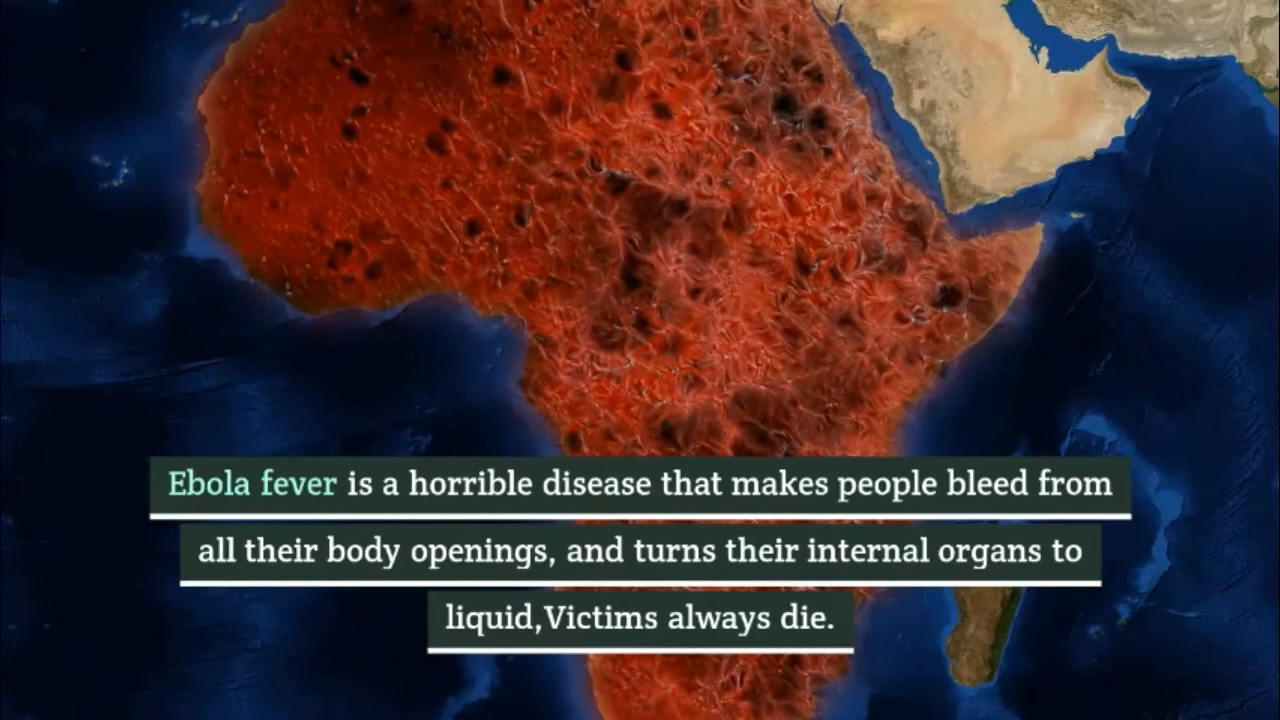 Ebola fever is a horrible disease that makes people bleed from
all their body openings, and turns their internal organs to
liquid,Victims always die.